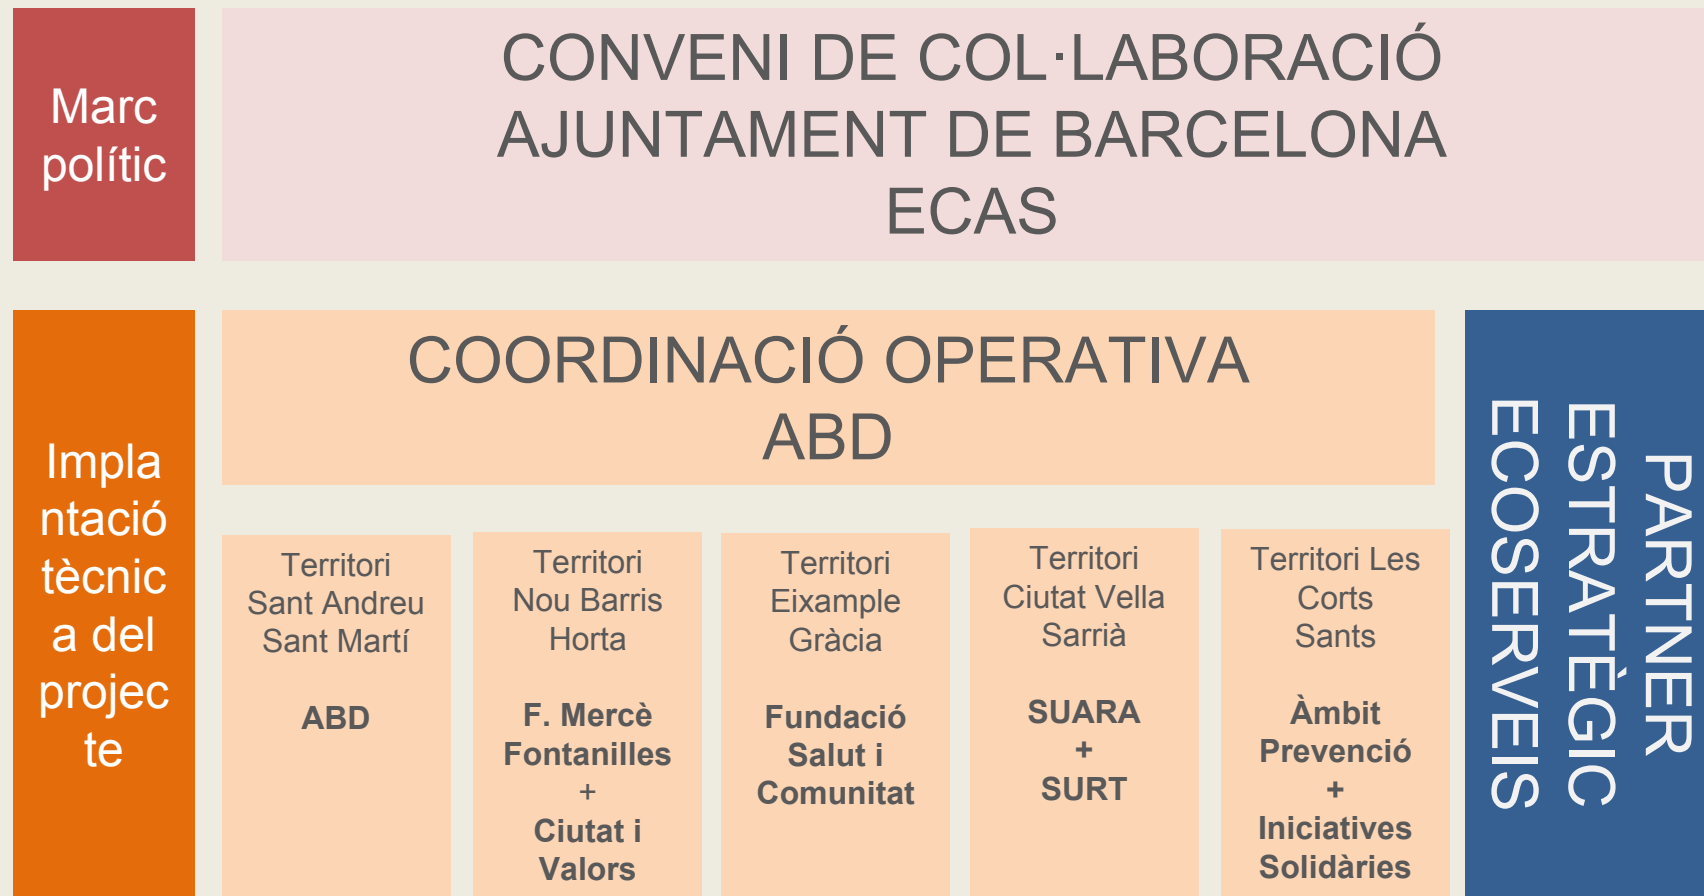 Marc
polític
CONVENI DE COL·LABORACIÓ
AJUNTAMENT DE BARCELONA
ECAS
Impla
ntació
tècnic
a del
projec
te
COORDINACIÓ OPERATIVA
ABD
Territori
Sant Andreu
Sant Martí
ABD
Territori
Nou Barris
Horta
F. Mercè
Fontanilles
+
Ciutat i
Valors
Territori
Eixample
Gràcia
Fundació
Salut i
Comunitat
Territori
Ciutat Vella
Sarrià
SUARA
+
SURT
Territori Les
Corts
Sants
Àmbit
Prevenció
+
Iniciatives
Solidàries
PARTNER
ESTRATÈGIC
ECOSERVEIS